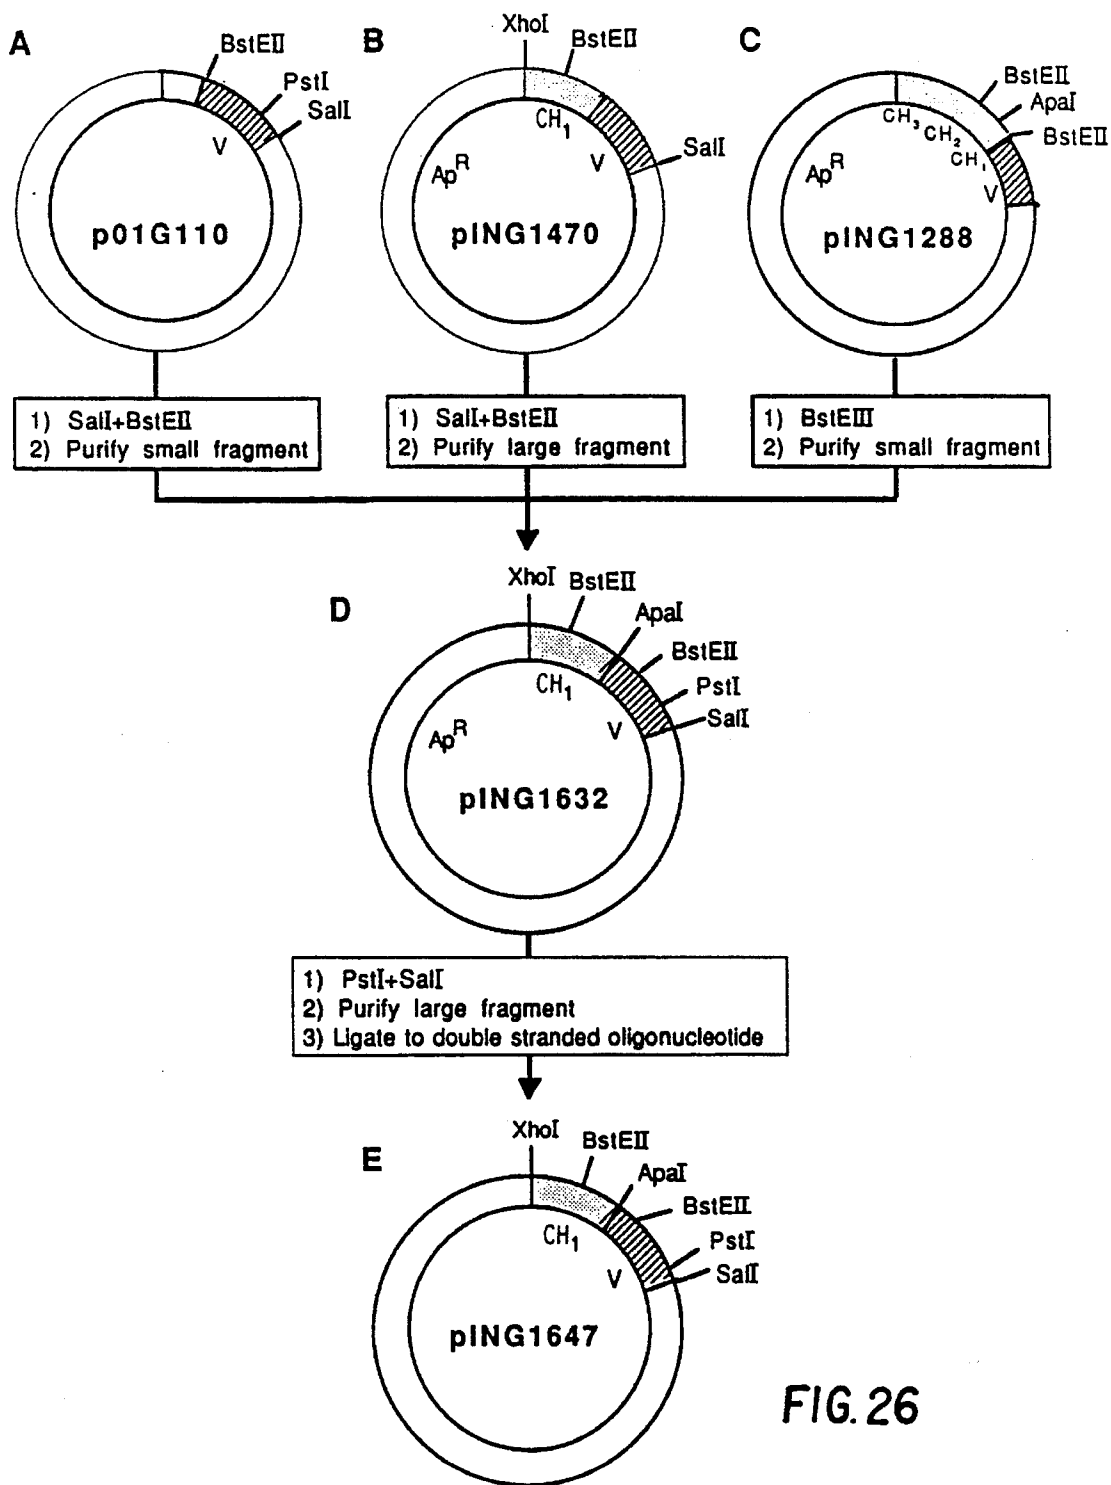 A
BstEII
PstI
SalI
V
p01G110
B
XhoI
BstEII
CH1
V
SalI
ApR
pING1470
C
BstEII
ApaI
BstEII
CH3
CH2
CH1
V
ApR
pING1288
1) SalI+BstEII
2) Purify small fragment
1) SalI+BstEII
2) Purify large fragment
1) BstEIII
2) Purify small fragment
D
XhoI
BstEII
ApaI
BstEII
PstI
SalI
CH1
V
ApR
pING1632
1) PstI+SalI
2) Purify large fragment
3) Ligate to double stranded oligonucleotide
E
XhoI
BstEII
ApaI
BstEII
PstI
SalI
CH1
V
pING1647
FIG. 26